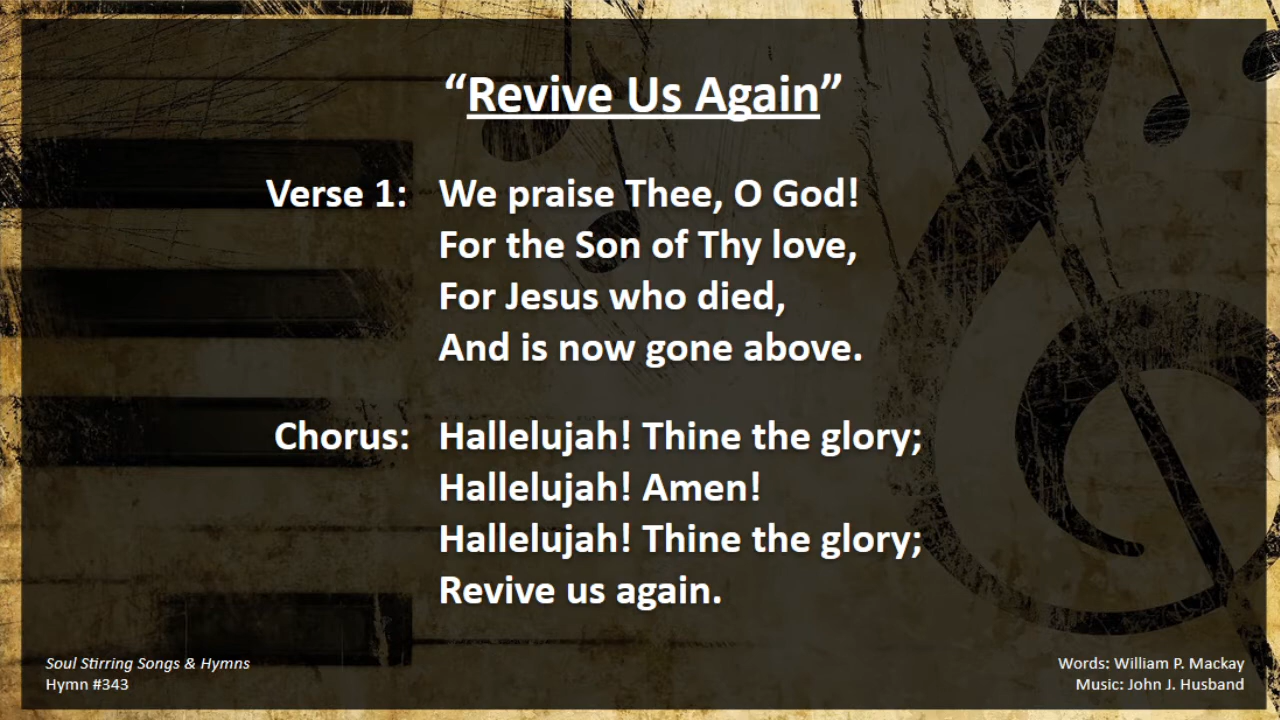 “Revive Us Again”
Verse 1: We praise Thee, O God!
For the Son of Thy love,
For Jesus who died,
And is now gone above.
Chorus: Hallelujah! Thine the glory;
Hallelujah! Amen!
Hallelujah! Thine the glory;
Revive us again.
Soul Stirring Songs & Hymns
Hymn #343
Words: William P. Mackay
Music: John J. Husband